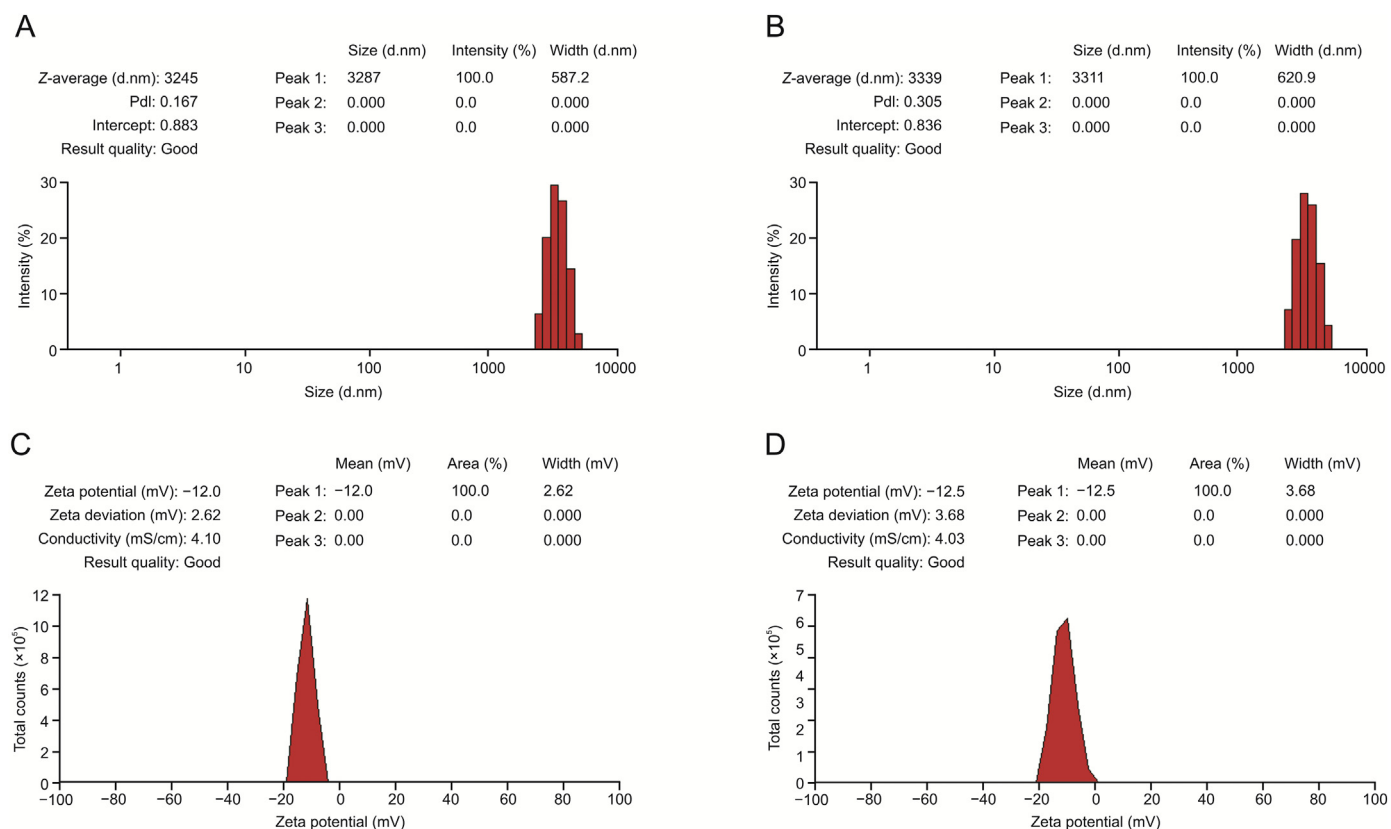 A
Size (d.nm) Intensity (%) Width (d.nm)
Z-average (d.nm): 3245 Peak 1: 3287 100.0 587.2
PdI: 0.167 Peak 2: 0.000 0.0 0.000
Intercept: 0.883 Peak 3: 0.000 0.0 0.000
Result quality: Good
30
20
10
0
Intensity (%)
1 10 100 1000 10000
Size (d.nm)
B
Size (d.nm) Intensity (%) Width (d.nm)
Z-average (d.nm): 3339 Peak 1: 3311 100.0 620.9
PdI: 0.305 Peak 2: 0.000 0.0 0.000
Intercept: 0.836 Peak 3: 0.000 0.0 0.000
Result quality: Good
30
20
10
0
Intensity (%)
1 10 100 1000 10000
Size (d.nm)
C
Mean (mV) Area (%) Width (mV)
Zeta potential (mV): −12.0 Peak 1: −12.0 100.0 2.62
Zeta deviation (mV): 2.62 Peak 2: 0.00 0.0 0.000
Conductivity (mS/cm): 4.10 Peak 3: 0.00 0.0 0.000
Result quality: Good
12
10
8
6
4
2
0
Total counts (×10⁵)
−100 −80 −60 −40 −20 0 20 40 60 80 100
Zeta potential (mV)
D
Mean (mV) Area (%) Width (mV)
Zeta potential (mV): −12.5 Peak 1: −12.5 100.0 3.68
Zeta deviation (mV): 3.68 Peak 2: 0.00 0.0 0.000
Conductivity (mS/cm): 4.03 Peak 3: 0.00 0.0 0.000
Result quality: Good
7
6
5
4
3
2
1
0
Total counts (×10⁵)
−100 −80 −60 −40 −20 0 20 40 60 80 100
Zeta potential (mV)